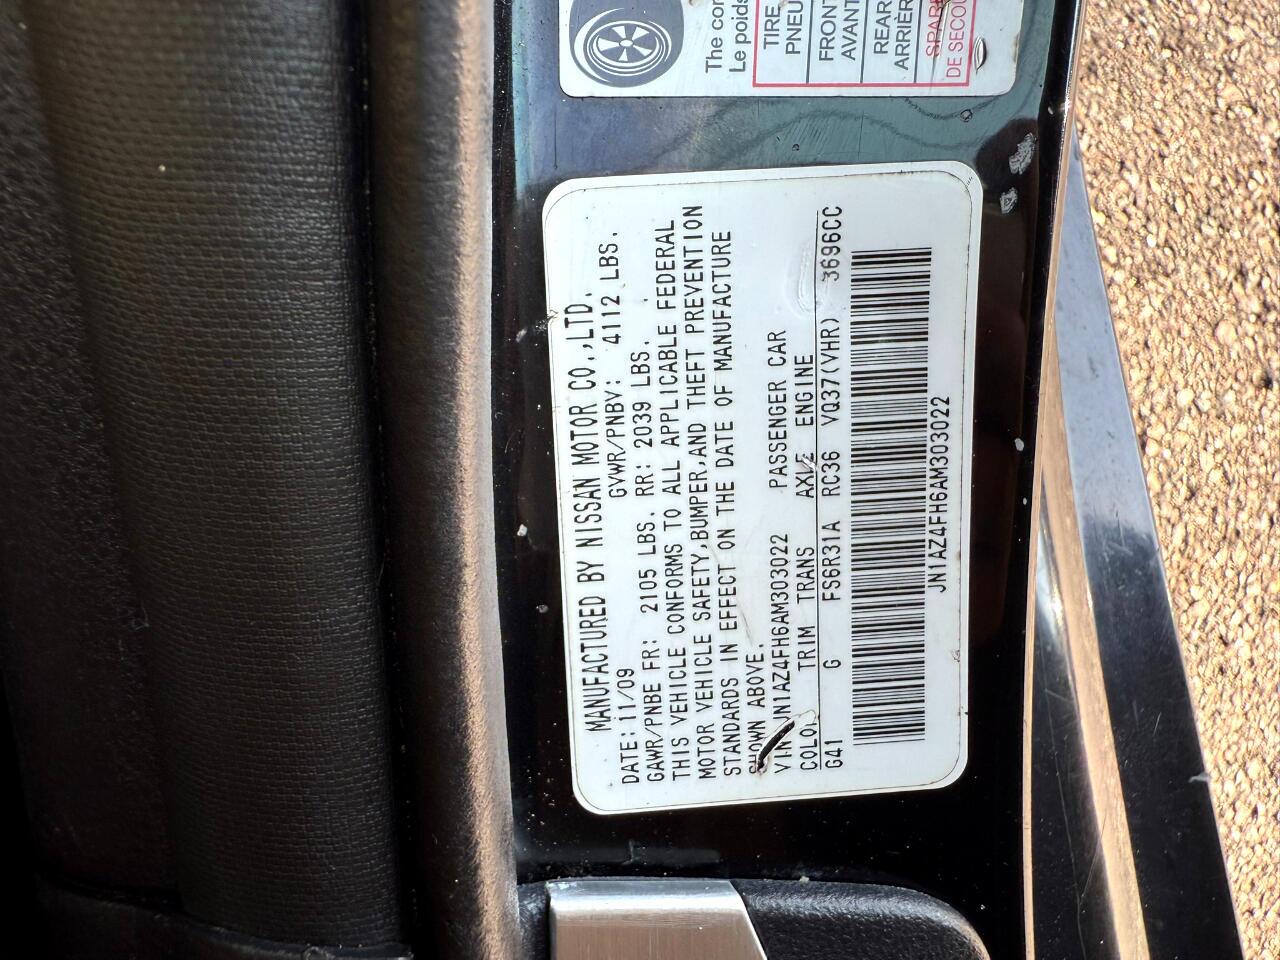 MANUFACTURED BY NISSAN MOTOR CO.,LTD.
DATE:11/09 GVWR/PNBV: 4112 LBS.
GAWR/PNBE FR: 2105 LBS. RR: 2039 LBS.
THIS VEHICLE CONFORMS TO ALL APPLICABLE FEDERAL
MOTOR VEHICLE SAFETY,BUMPER,AND THEFT PREVENTION
STANDARDS IN EFFECT ON THE DATE OF MANUFACTURE
SHOWN ABOVE.
VIN: JN1AZ4FH6AM303022 PASSENGER CAR
COLOR TRIM TRANS AXLE ENGINE
G41 G FS6R31A RC36 VQ37(VHR) 3696CC
JN1AZ4FH6AM303022
The com
Le poids
TIRE
PNEU
FRONT
AVANT
REAR
ARRIÈR
SPARE
DE SECOU